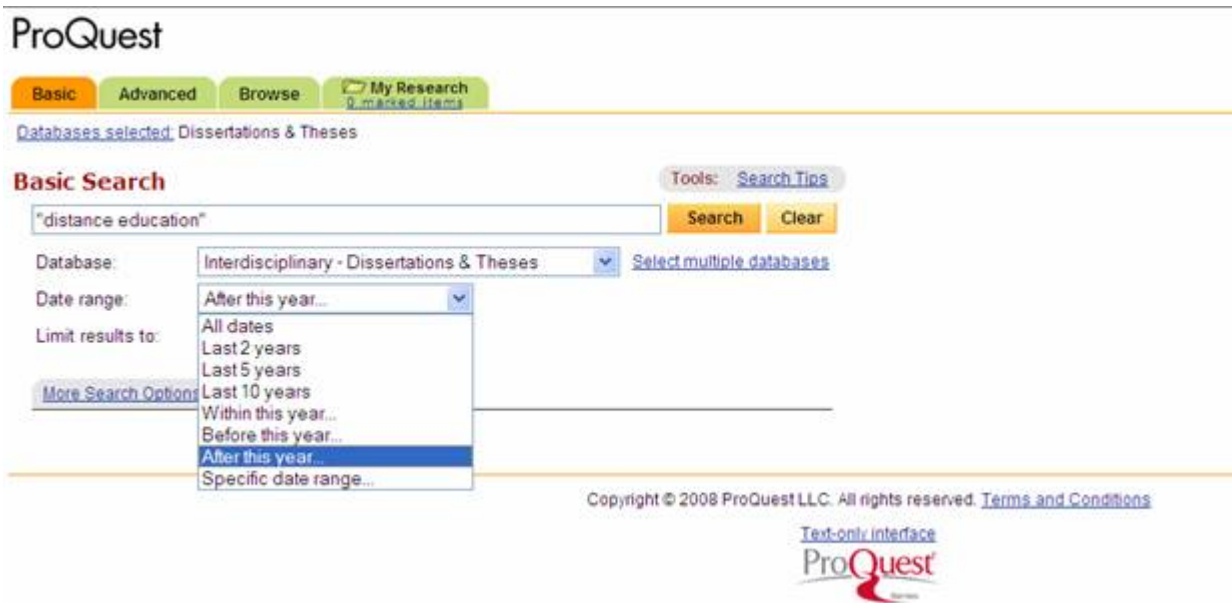 ProQuest
Basic Advanced Browse My Research
0 marked items
Databases selected: Dissertations & Theses
Basic Search Tools: Search Tips
"distance education" Search Clear
Database: Interdisciplinary - Dissertations & Theses Select multiple databases
Date range: After this year...
Limit results to: All dates
Last 2 years
Last 5 years
More Search Options Last 10 years
Within this year...
Before this year...
After this year...
Specific date range...
Copyright © 2008 ProQuest LLC. All rights reserved. Terms and Conditions
Text-only interface
ProQuest